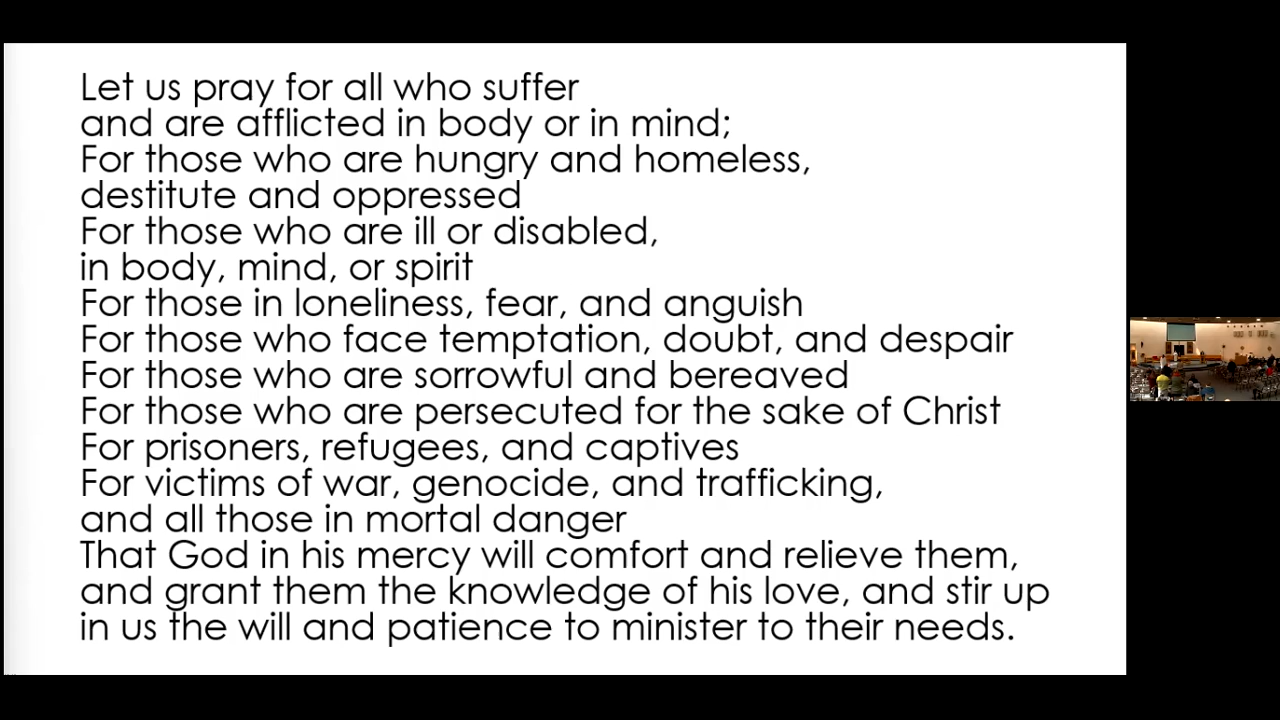 Let us pray for all who suffer
and are afflicted in body or in mind;
For those who are hungry and homeless,
destitute and oppressed
For those who are ill or disabled,
in body, mind, or spirit
For those in loneliness, fear, and anguish
For those who face temptation, doubt, and despair
For those who are sorrowful and bereaved
For those who are persecuted for the sake of Christ
For prisoners, refugees, and captives
For victims of war, genocide, and trafficking,
and all those in mortal danger
That God in his mercy will comfort and relieve them,
and grant them the knowledge of his love, and stir up
in us the will and patience to minister to their needs.